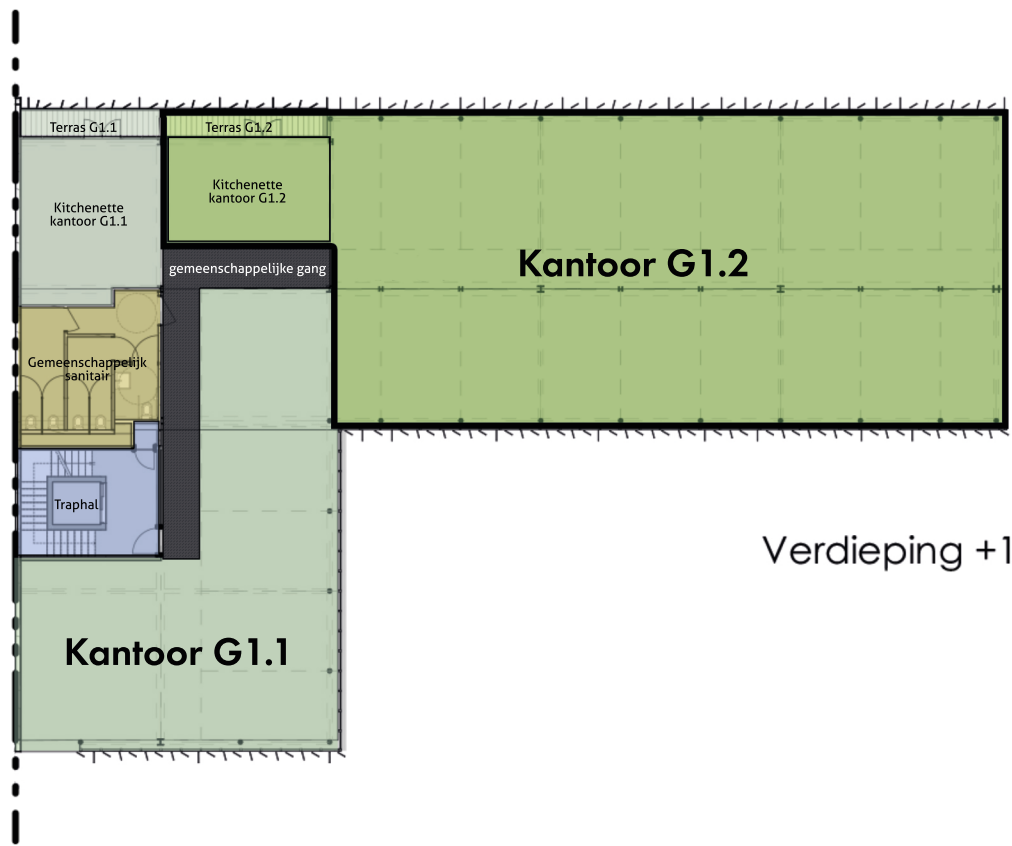 Terras G1.1
Terras G1.2
Kitchenette
kantoor G1.2
Kitchenette
kantoor G1.1
Kantoor G1.2
gemeenschappelijke gang
Gemeenschappelijk
sanitair
Traphal
Verdieping +1
Kantoor G1.1